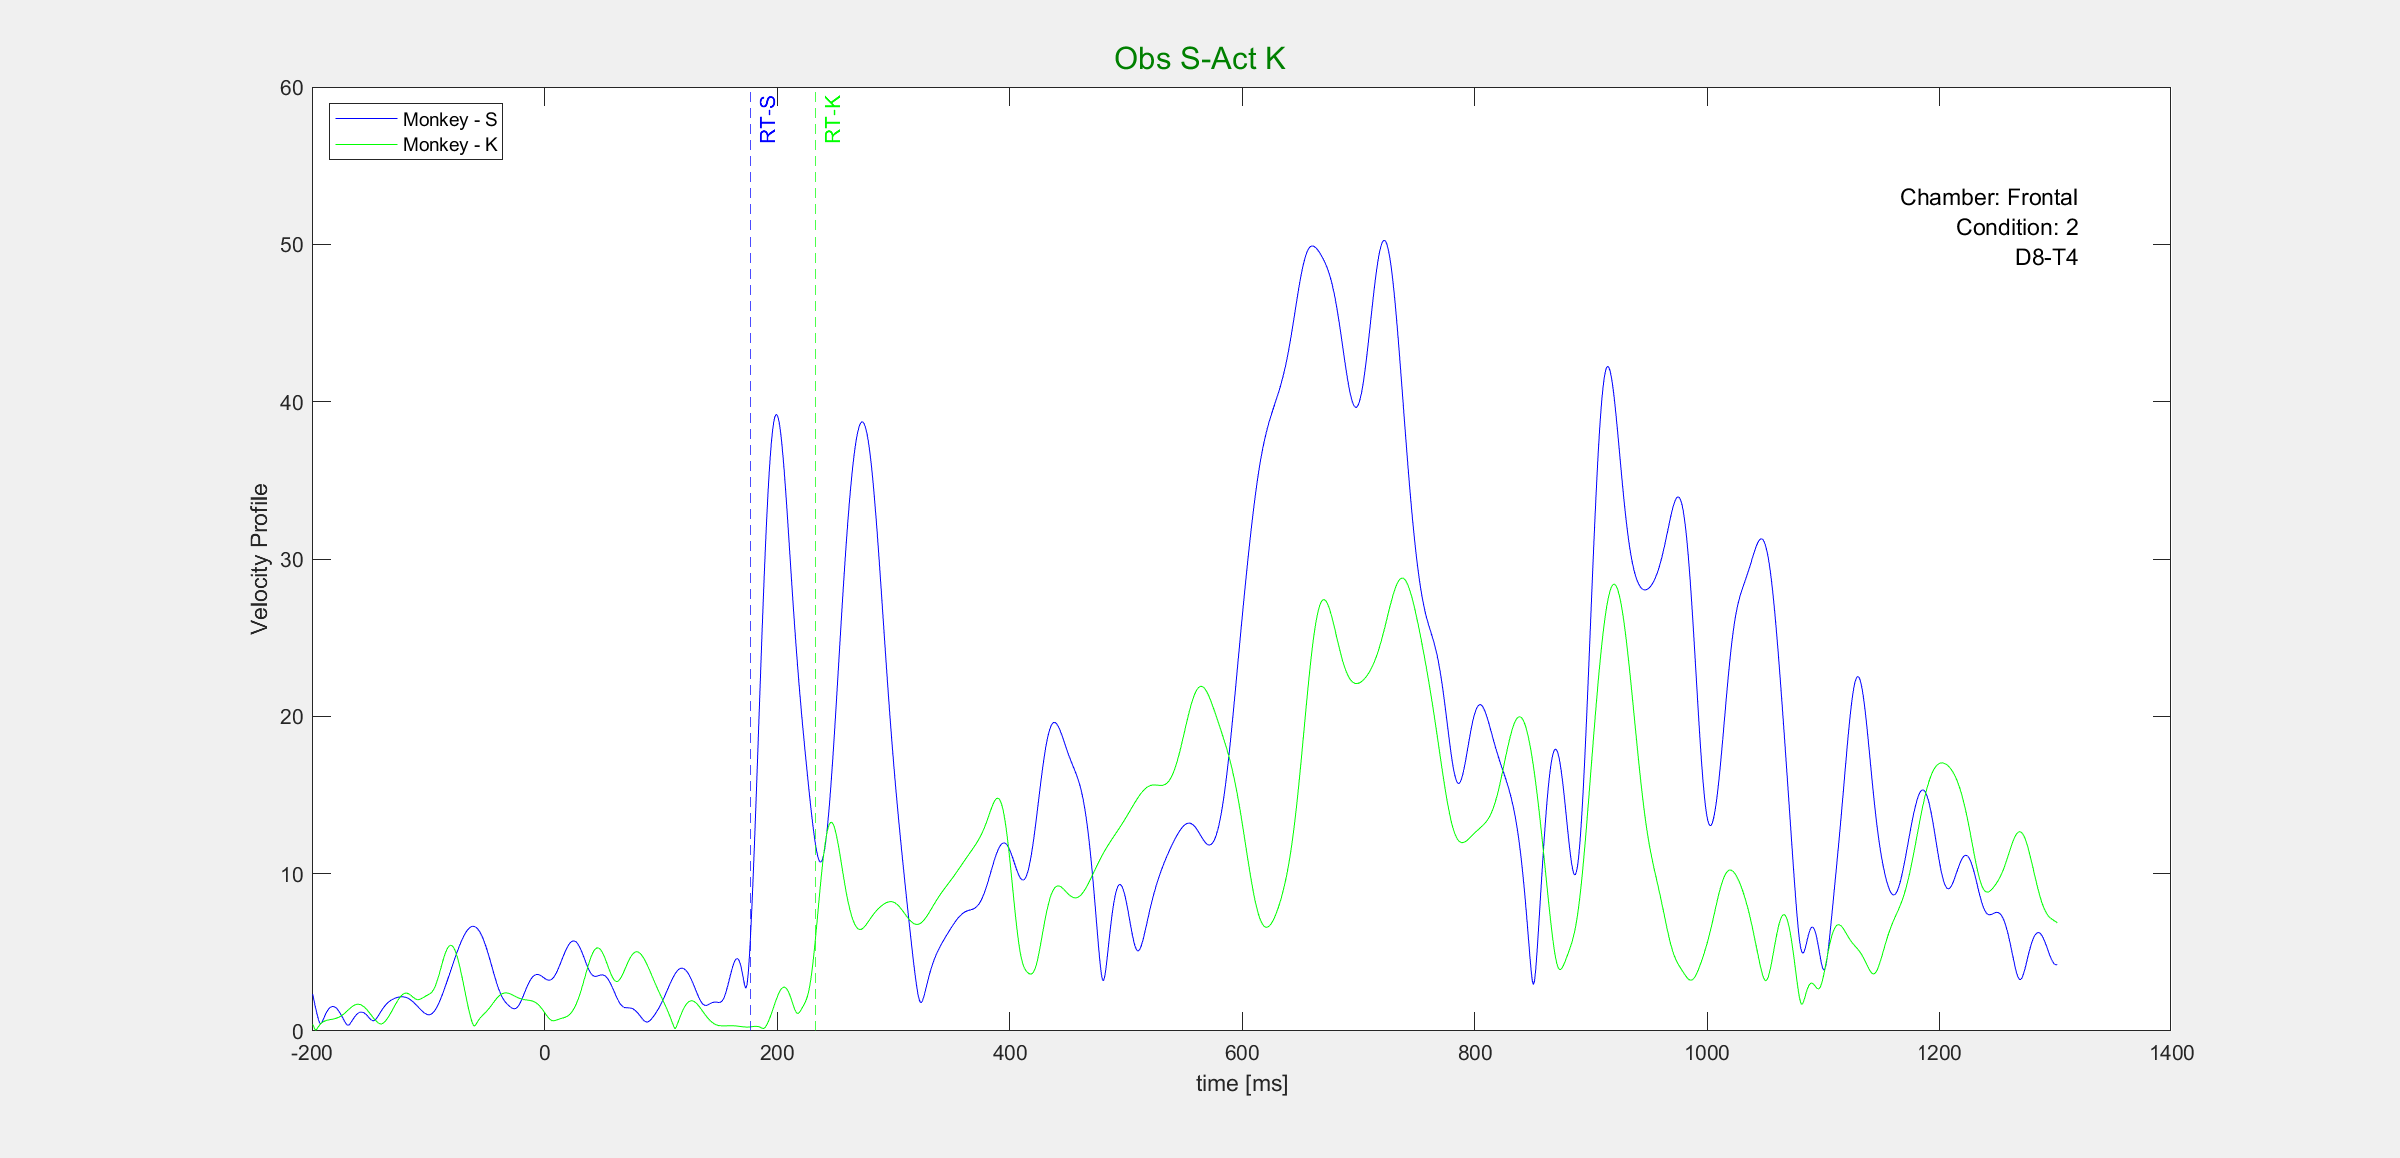 Obs S-Act K
60
50
40
30
20
10
0
Velocity Profile
Monkey - S
Monkey - K
RT-S
RT-K
Chamber: Frontal
Condition: 2
D8-T4
-200 0 200 400 600 800 1000 1200 1400
time [ms]